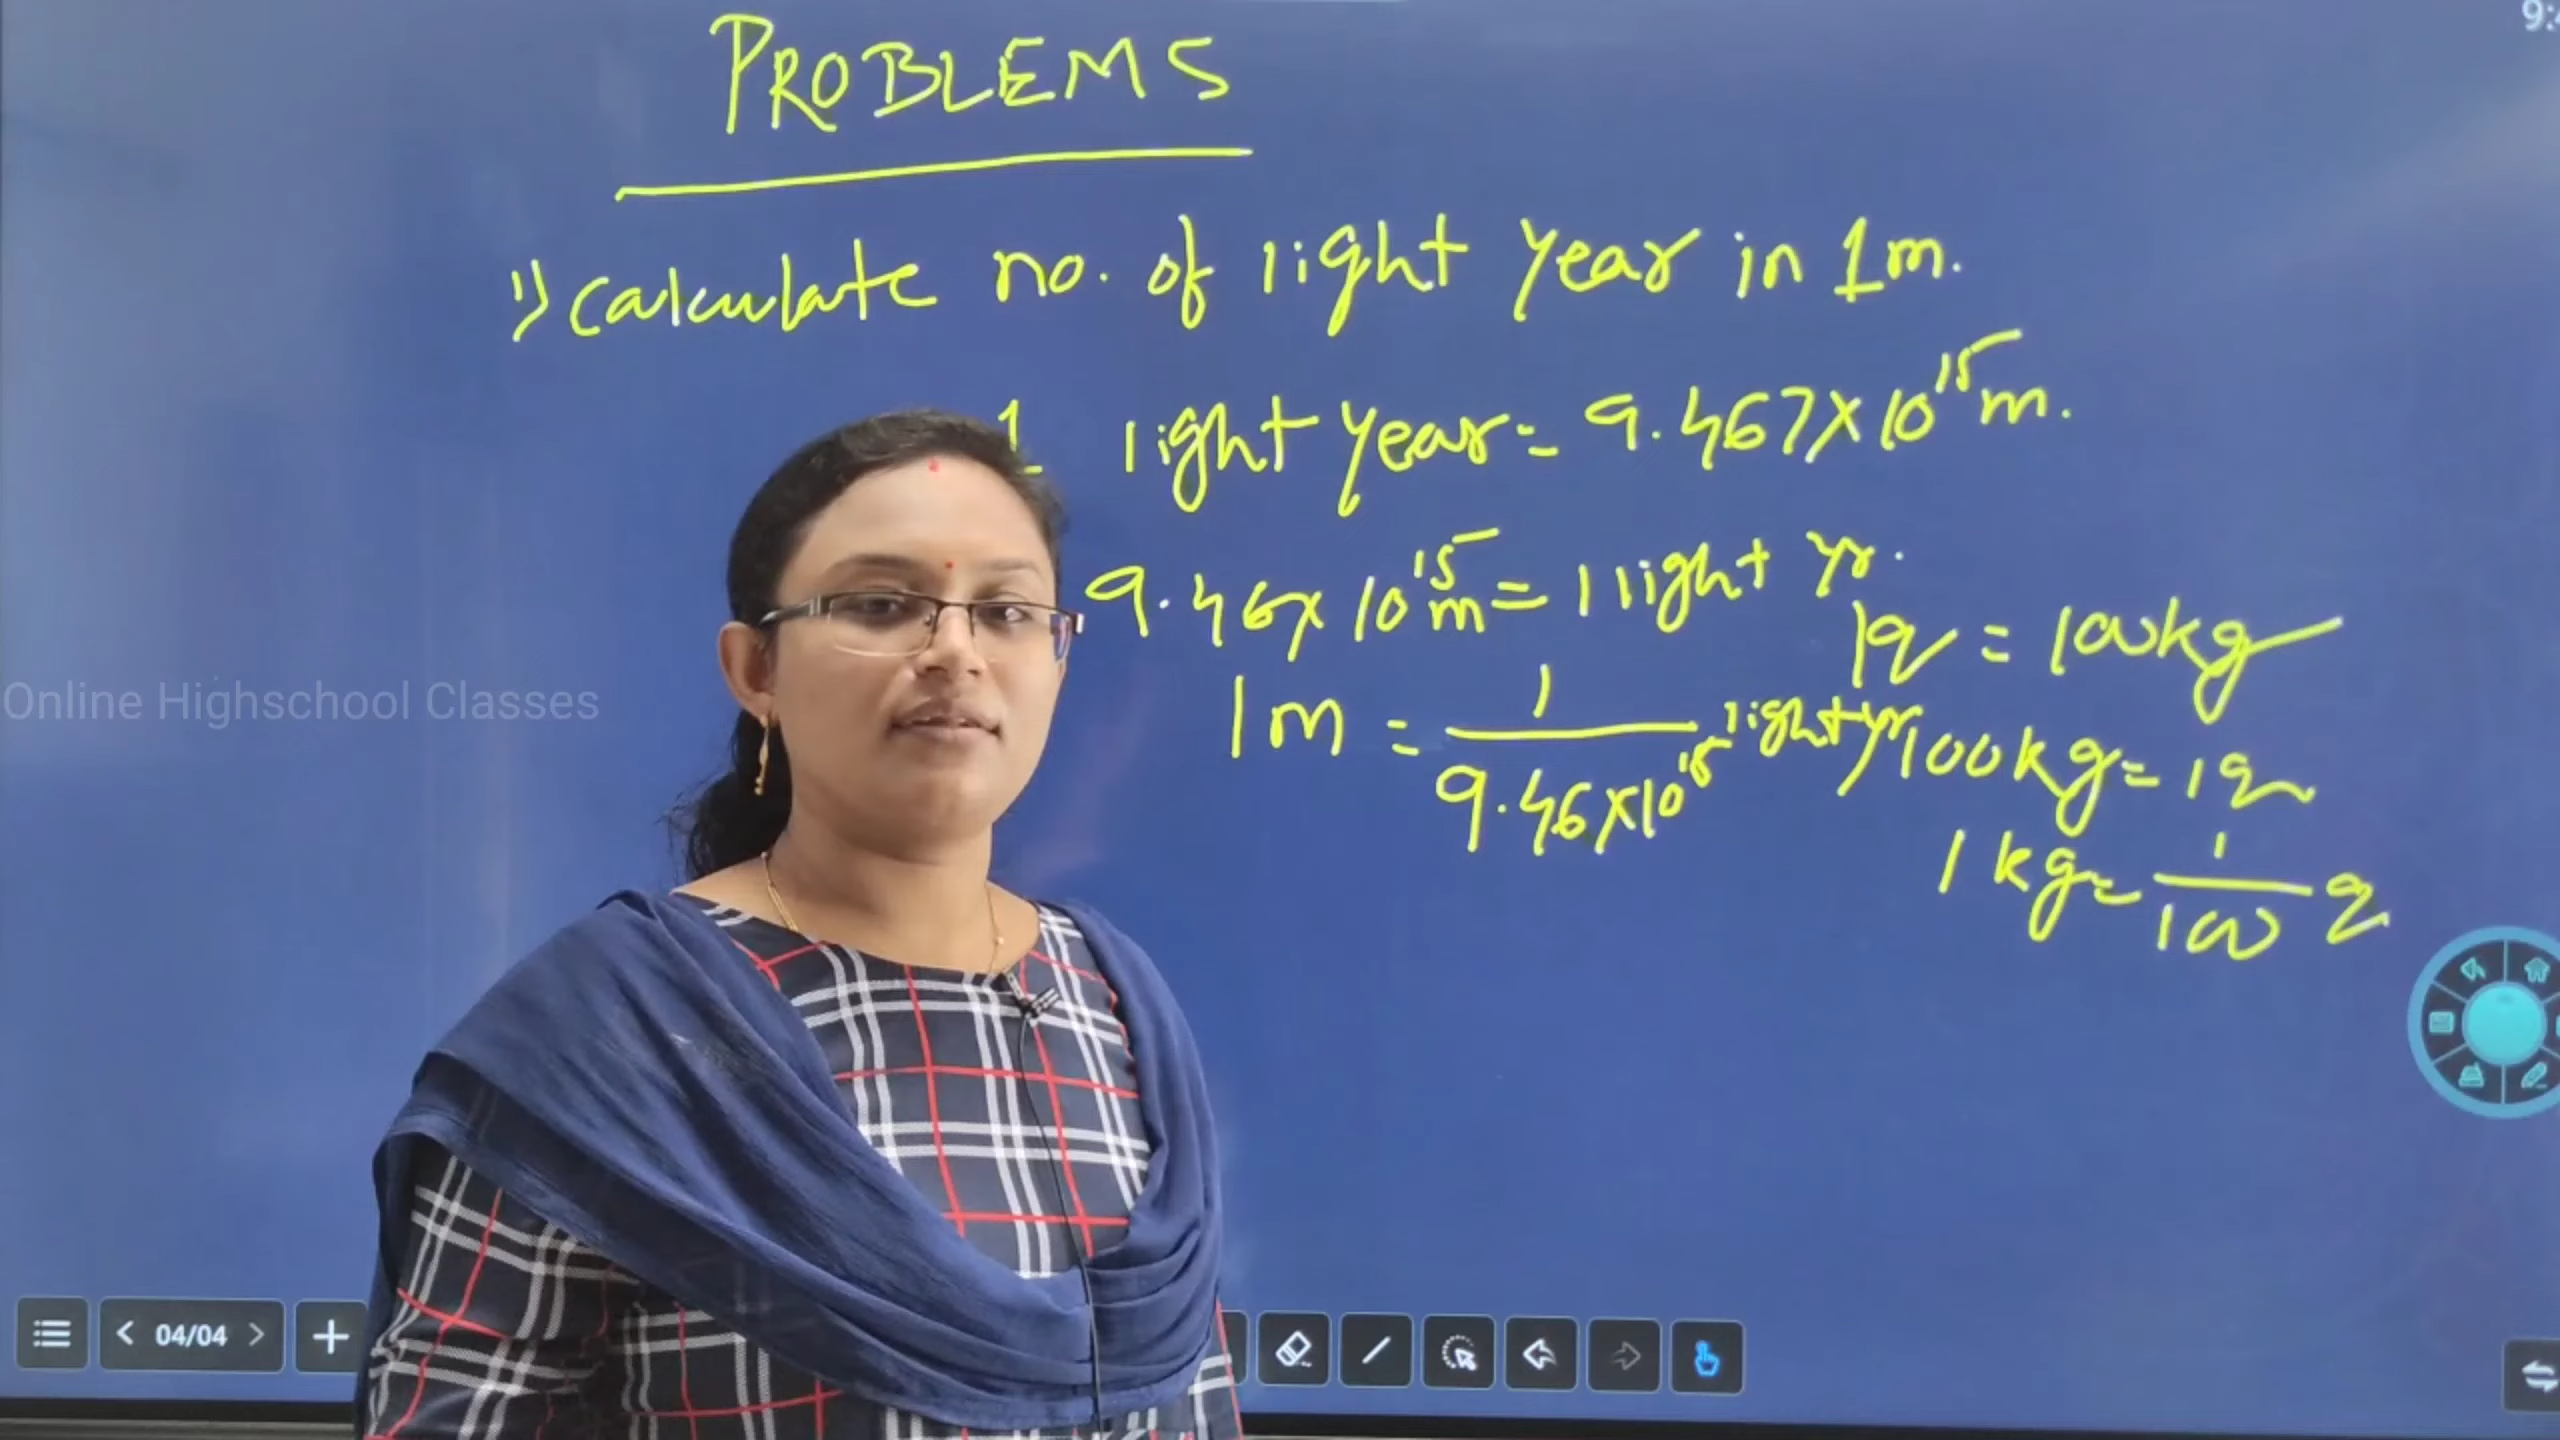 9:
PROBLEMS
1) Calculate no. of light year in 1m.
1 light year = 9.467×10¹⁵m.
9.46×10¹⁵m = 1 light yr.
1q = 100kg
1m = 1/9.46×10¹⁵ light yr
100kg = 1q
1kg = 1/100 q
Online Highschool Classes
04/04